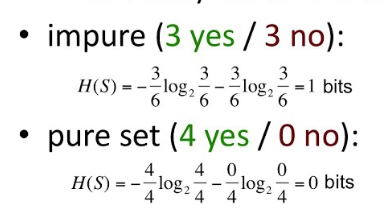 • impure (3 yes / 3 no):
H(S) = -3/6 log₂ 3/6 - 3/6 log₂ 3/6 = 1 bits
• pure set (4 yes / 0 no):
H(S) = -4/4 log₂ 4/4 - 0/4 log₂ 0/4 = 0 bits